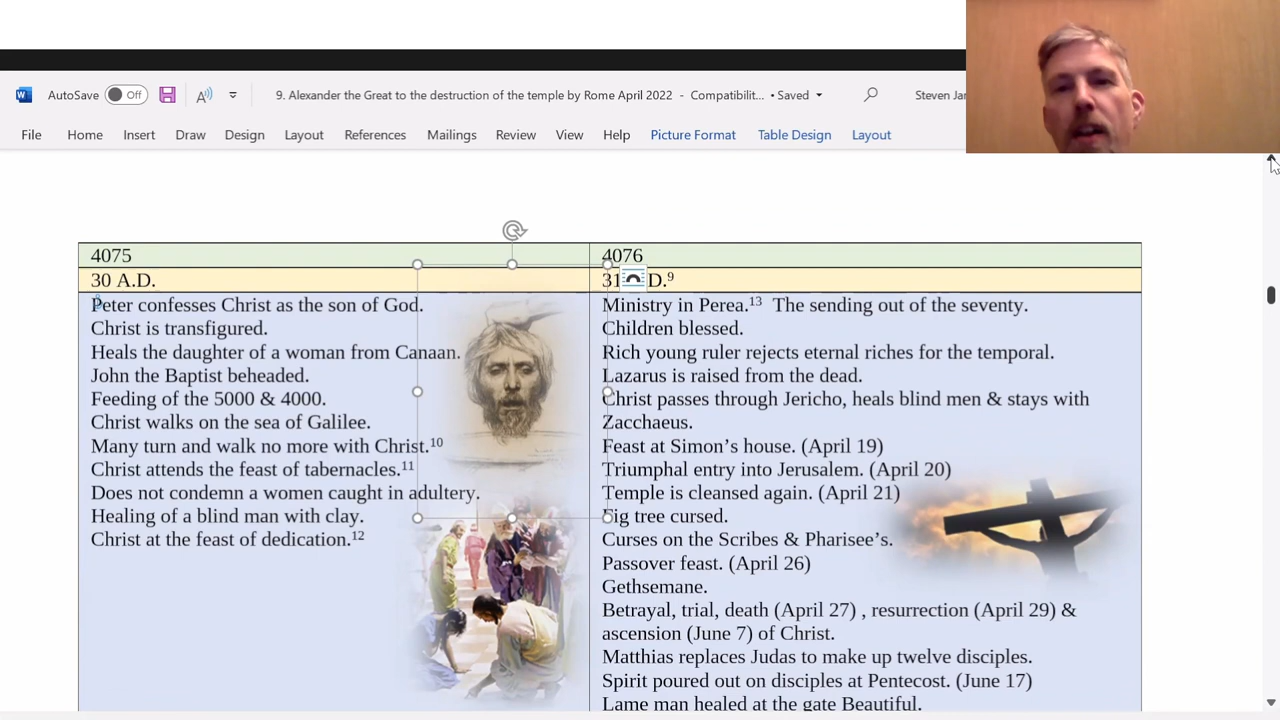 AutoSave Off 9. Alexander the Great to the destruction of the temple by Rome April 2022 - Compatibilit... • Saved Steven Jar
File Home Insert Draw Design Layout References Mailings Review View Help Picture Format Table Design Layout
4075
30 A.D.
Peter confesses Christ as the son of God.
Christ is transfigured.
Heals the daughter of a woman from Canaan.
John the Baptist beheaded.
Feeding of the 5000 & 4000.
Christ walks on the sea of Galilee.
Many turn and walk no more with Christ.¹⁰
Christ attends the feast of tabernacles.¹¹
Does not condemn a women caught in adultery.
Healing of a blind man with clay.
Christ at the feast of dedication.¹²
4076
31 D.⁹
Ministry in Perea.¹³ The sending out of the seventy.
Children blessed.
Rich young ruler rejects eternal riches for the temporal.
Lazarus is raised from the dead.
Christ passes through Jericho, heals blind men & stays with
Zacchaeus.
Feast at Simon’s house. (April 19)
Triumphal entry into Jerusalem. (April 20)
Temple is cleansed again. (April 21)
Fig tree cursed.
Curses on the Scribes & Pharisee’s.
Passover feast. (April 26)
Gethsemane.
Betrayal, trial, death (April 27) , resurrection (April 29) &
ascension (June 7) of Christ.
Matthias replaces Judas to make up twelve disciples.
Spirit poured out on disciples at Pentecost. (June 17)
Lame man healed at the gate Beautiful.